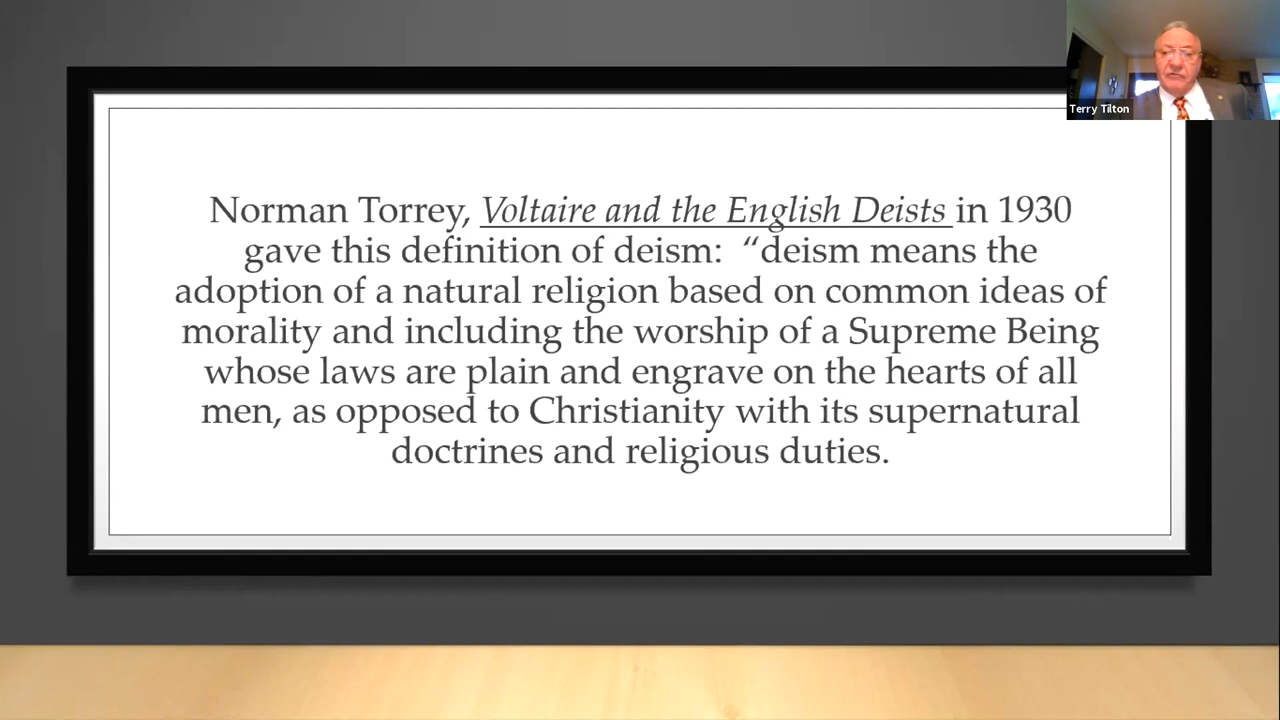 Terry Tilton
Norman Torrey, Voltaire and the English Deists in 1930
gave this definition of deism:  “deism means the
adoption of a natural religion based on common ideas of
morality and including the worship of a Supreme Being
whose laws are plain and engrave on the hearts of all
men, as opposed to Christianity with its supernatural
doctrines and religious duties.